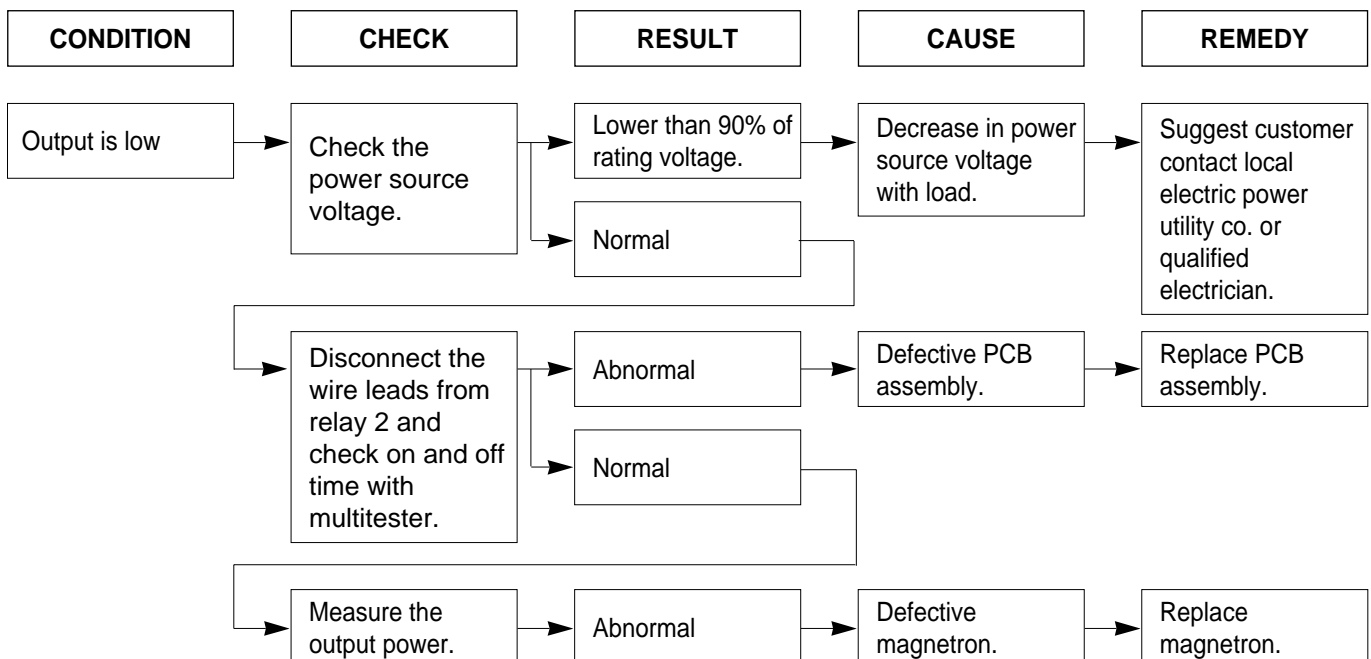 CONDITION
CHECK
RESULT
CAUSE
REMEDY
Output is low
Check the
power source
voltage.
Lower than 90% of
rating voltage.
Decrease in power
source voltage
with load.
Suggest customer
contact local
electric power
utility co. or
qualified
electrician.
Normal
Disconnect the
wire leads from
relay 2 and
check on and off
time with
multitester.
Abnormal
Defective PCB
assembly.
Replace PCB
assembly.
Normal
Measure the
output power.
Abnormal
Defective
magnetron.
Replace
magnetron.